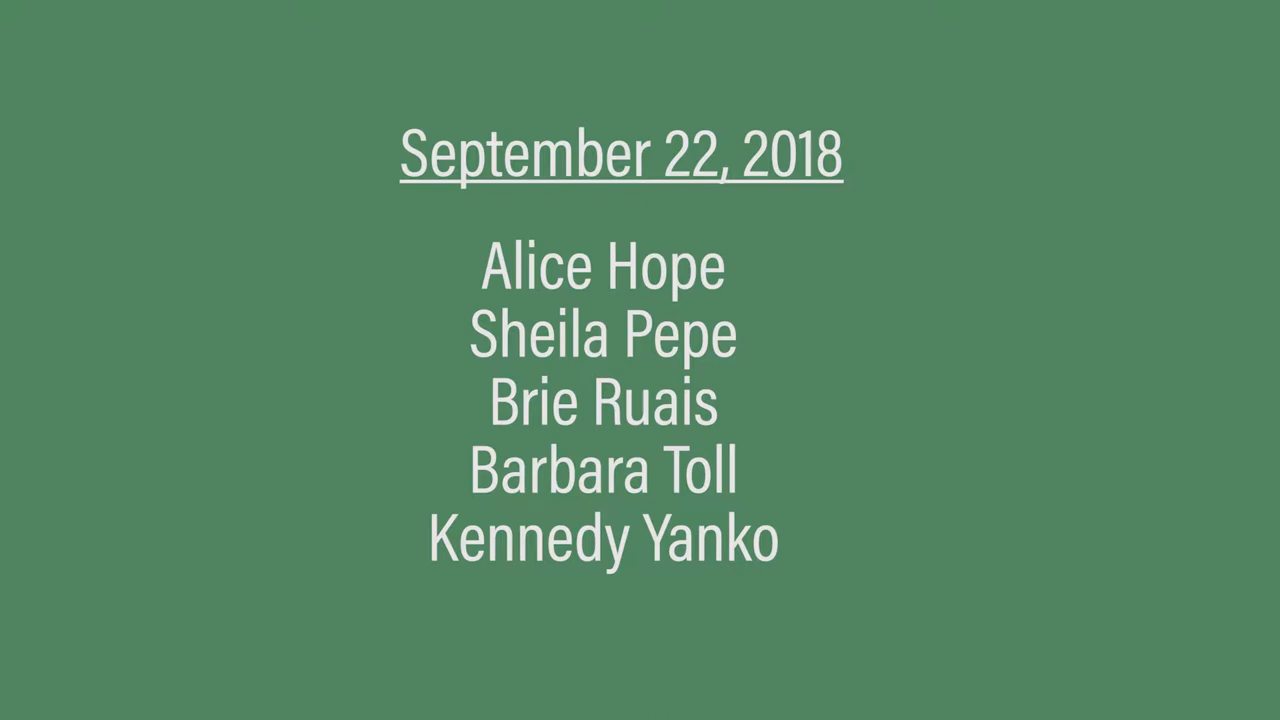 September 22, 2018
Alice Hope
Sheila Pepe
Brie Ruais
Barbara Toll
Kennedy Yanko